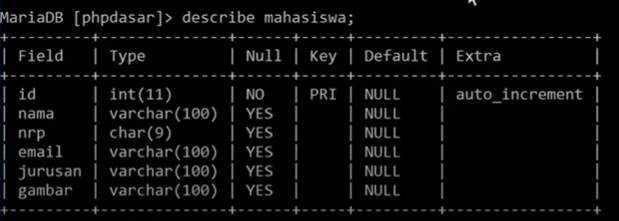 MariaDB [phpdasar]> describe mahasiswa;
+---------+--------------+------+-----+---------+----------------+
| Field | Type | Null | Key | Default | Extra |
+---------+--------------+------+-----+---------+----------------+
| id | int(11) | NO | PRI | NULL | auto_increment |
| nama | varchar(100) | YES | | NULL | |
| nrp | char(9) | YES | | NULL | |
| email | varchar(100) | YES | | NULL | |
| jurusan | varchar(100) | YES | | NULL | |
| gambar | varchar(100) | YES | | NULL | |
+---------+--------------+------+-----+---------+----------------+